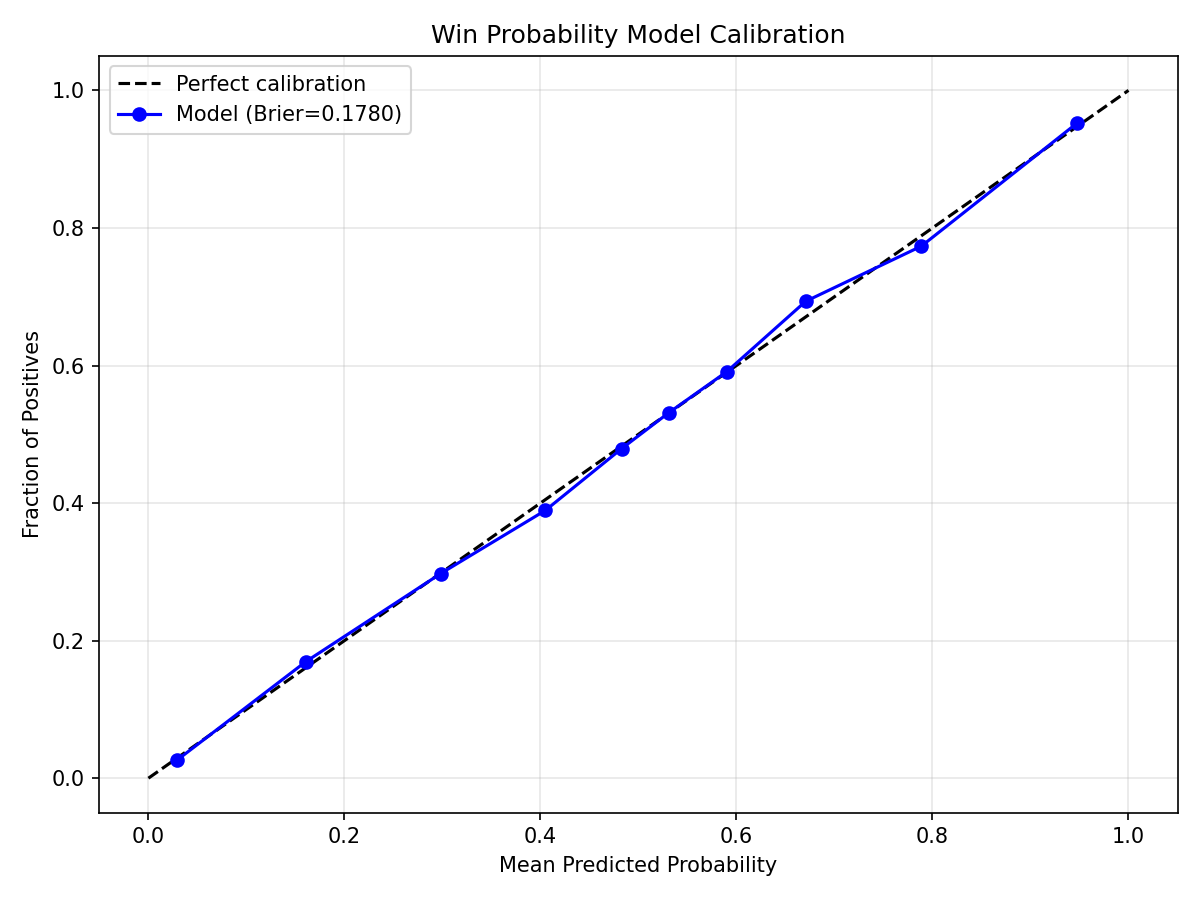 Win Probability Model Calibration
Perfect calibration
Model (Brier=0.1780)
1.0
0.8
0.6
0.4
0.2
0.0
Fraction of Positives
0.0 0.2 0.4 0.6 0.8 1.0
Mean Predicted Probability